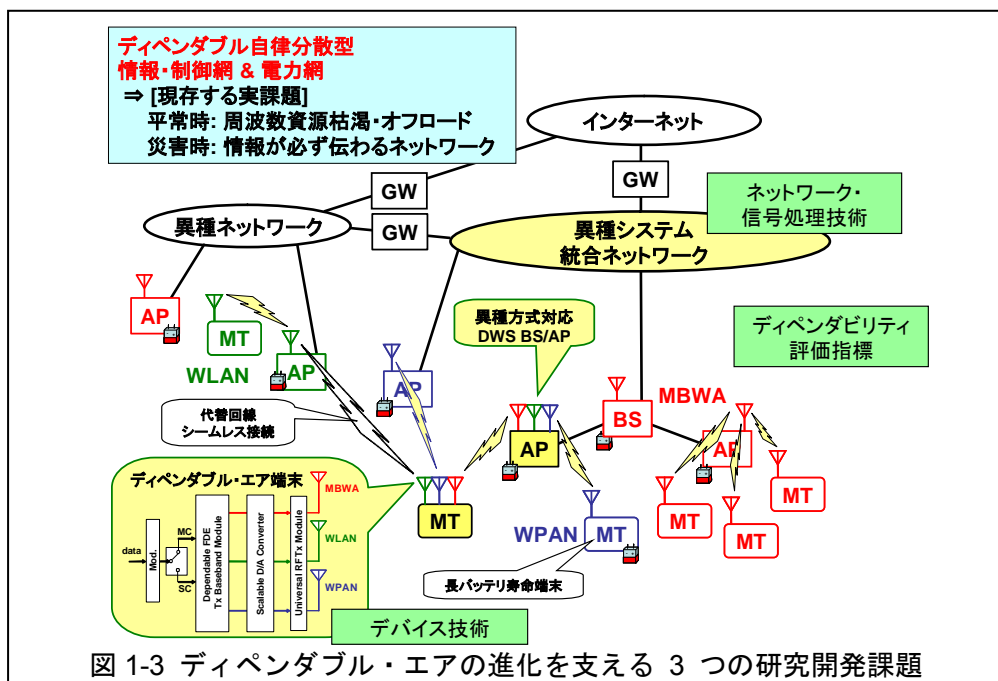 ディペンダブル自律分散型
情報・制御網 & 電力網
⇒ [現存する実課題]
平常時: 周波数資源枯渇・オフロード
災害時: 情報が必ず伝わるネットワーク
インターネット
GW
GW
GW
ネットワーク・
信号処理技術
異種ネットワーク
異種システム
統合ネットワーク
AP
MT
WLAN
AP
AP
異種方式対応
DWS BS/AP
ディペンダビリティ
評価指標
MBWA
BS
AP
AP
代替回線
シームレス接続
MT
WPAN
MT
MT
MT
MT
長バッテリ寿命端末
ディペンダブル・エア端末
MBWA
WLAN
WPAN
data
Mod.
MC
SC
Dependable FDE
Tx Baseband Module
Scalable D/A Converter
Universal RFTx Module
デバイス技術
図 1-3 ディペンダブル・エアの進化を支える 3 つの研究開発課題